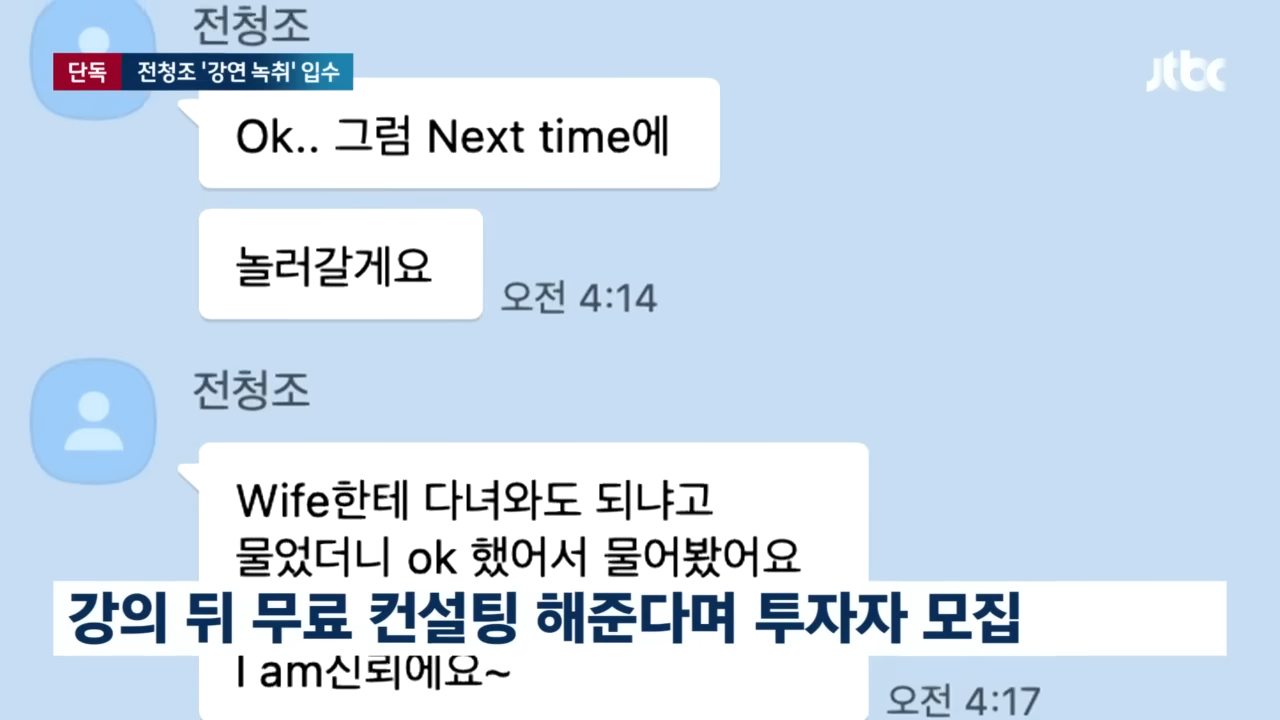 전청조
단독 전청조 '강연 녹취' 입수
jtbc
Ok.. 그럼 Next time에
놀러갈게요
오전 4:14
전청조
Wife한테 다녀와도 되냐고
물었더니 ok 했어서 물어봤어요
강의 뒤 무료 컨설팅 해준다며 투자자 모집
I am신뢰에요~
오전 4:17